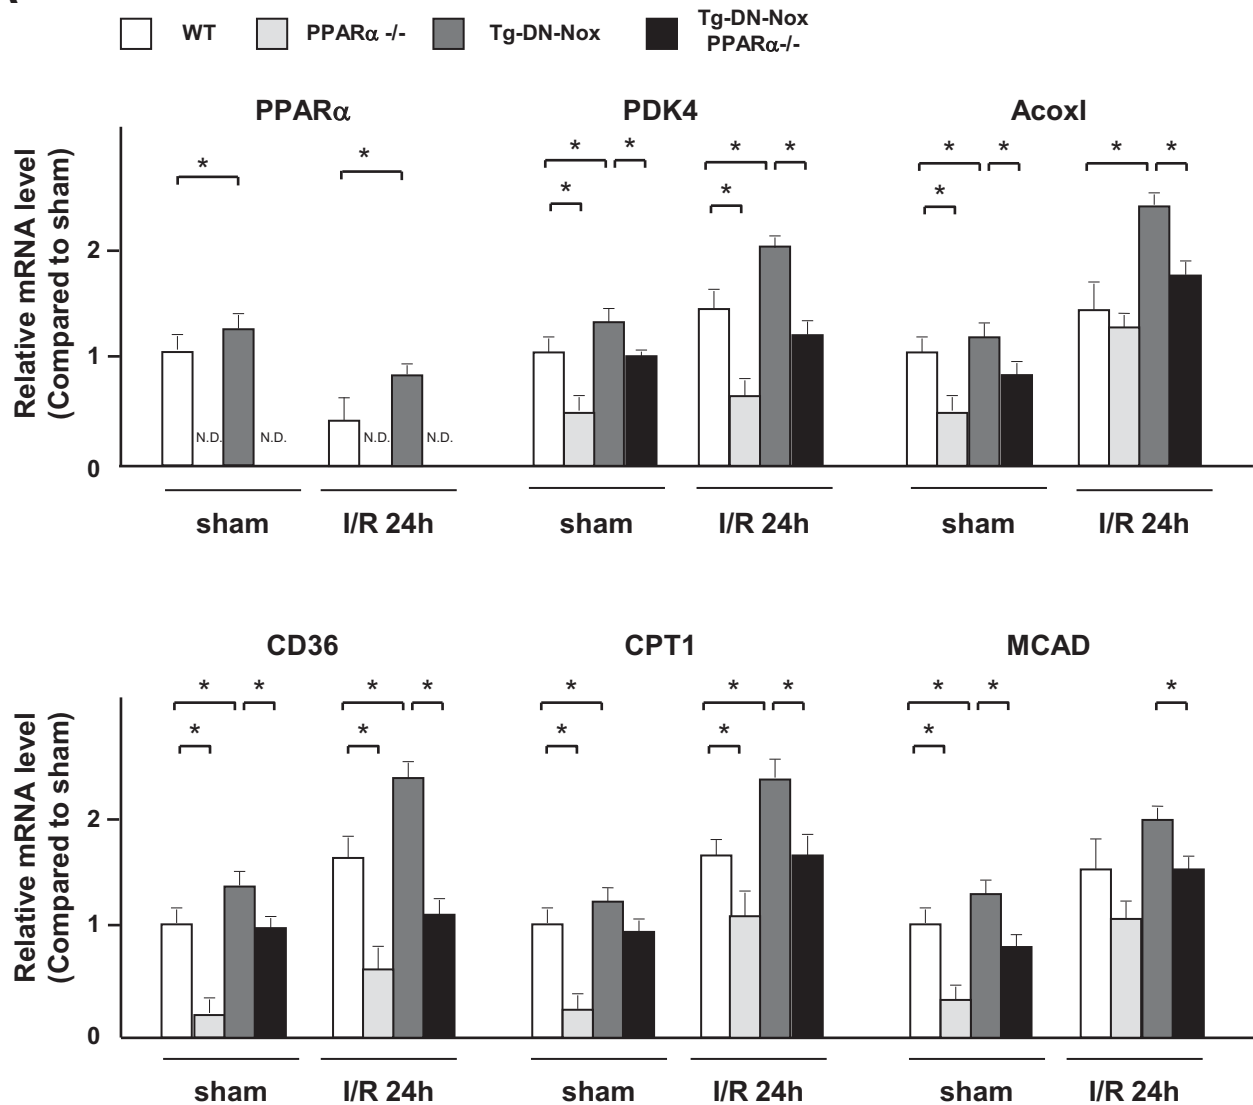 WT PPARα -/- Tg-DN-Nox Tg-DN-Nox
PPARα-/-
PPARα PDK4 AcoxI
* * * * * * * * * *
* * *
Relative mRNA level
(Compared to sham)
2
1
0
N.D. N.D. N.D. N.D.
sham I/R 24h sham I/R 24h sham I/R 24h
CD36 CPT1 MCAD
* * * * * * * * * *
* * * * *
Relative mRNA level
(Compared to sham)
2
1
0
sham I/R 24h sham I/R 24h sham I/R 24h